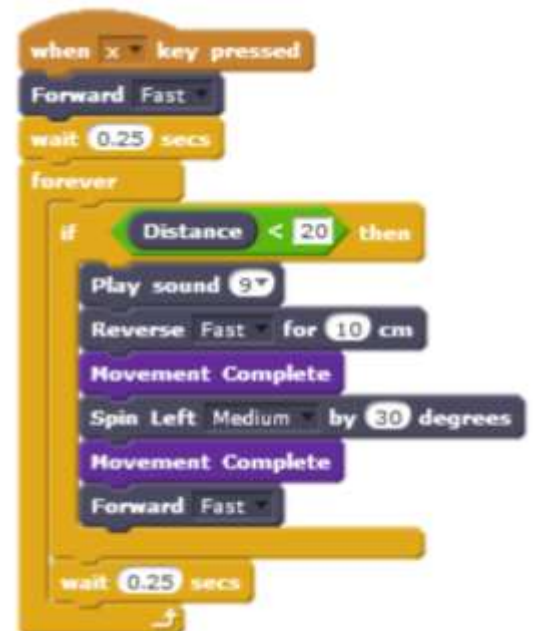 when x key pressed
Forward Fast
wait 0.25 secs
forever
if Distance < 20 then
Play sound 9
Reverse Fast for 10 cm
Movement Complete
Spin Left Medium by 30 degrees
Movement Complete
Forward Fast
wait 0.25 secs